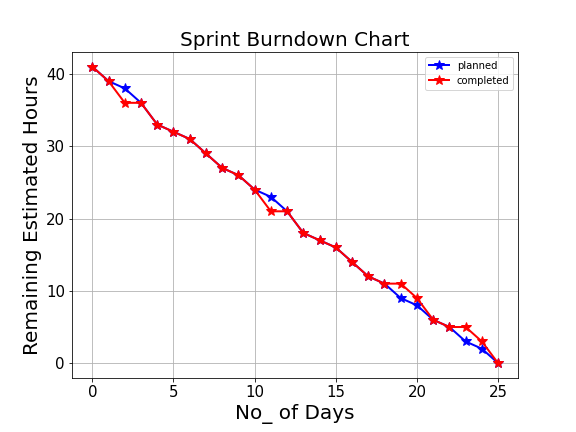 Sprint Burndown Chart
planned
completed
Remaining Estimated Hours
40
30
20
10
0
0 5 10 15 20 25
No_ of Days